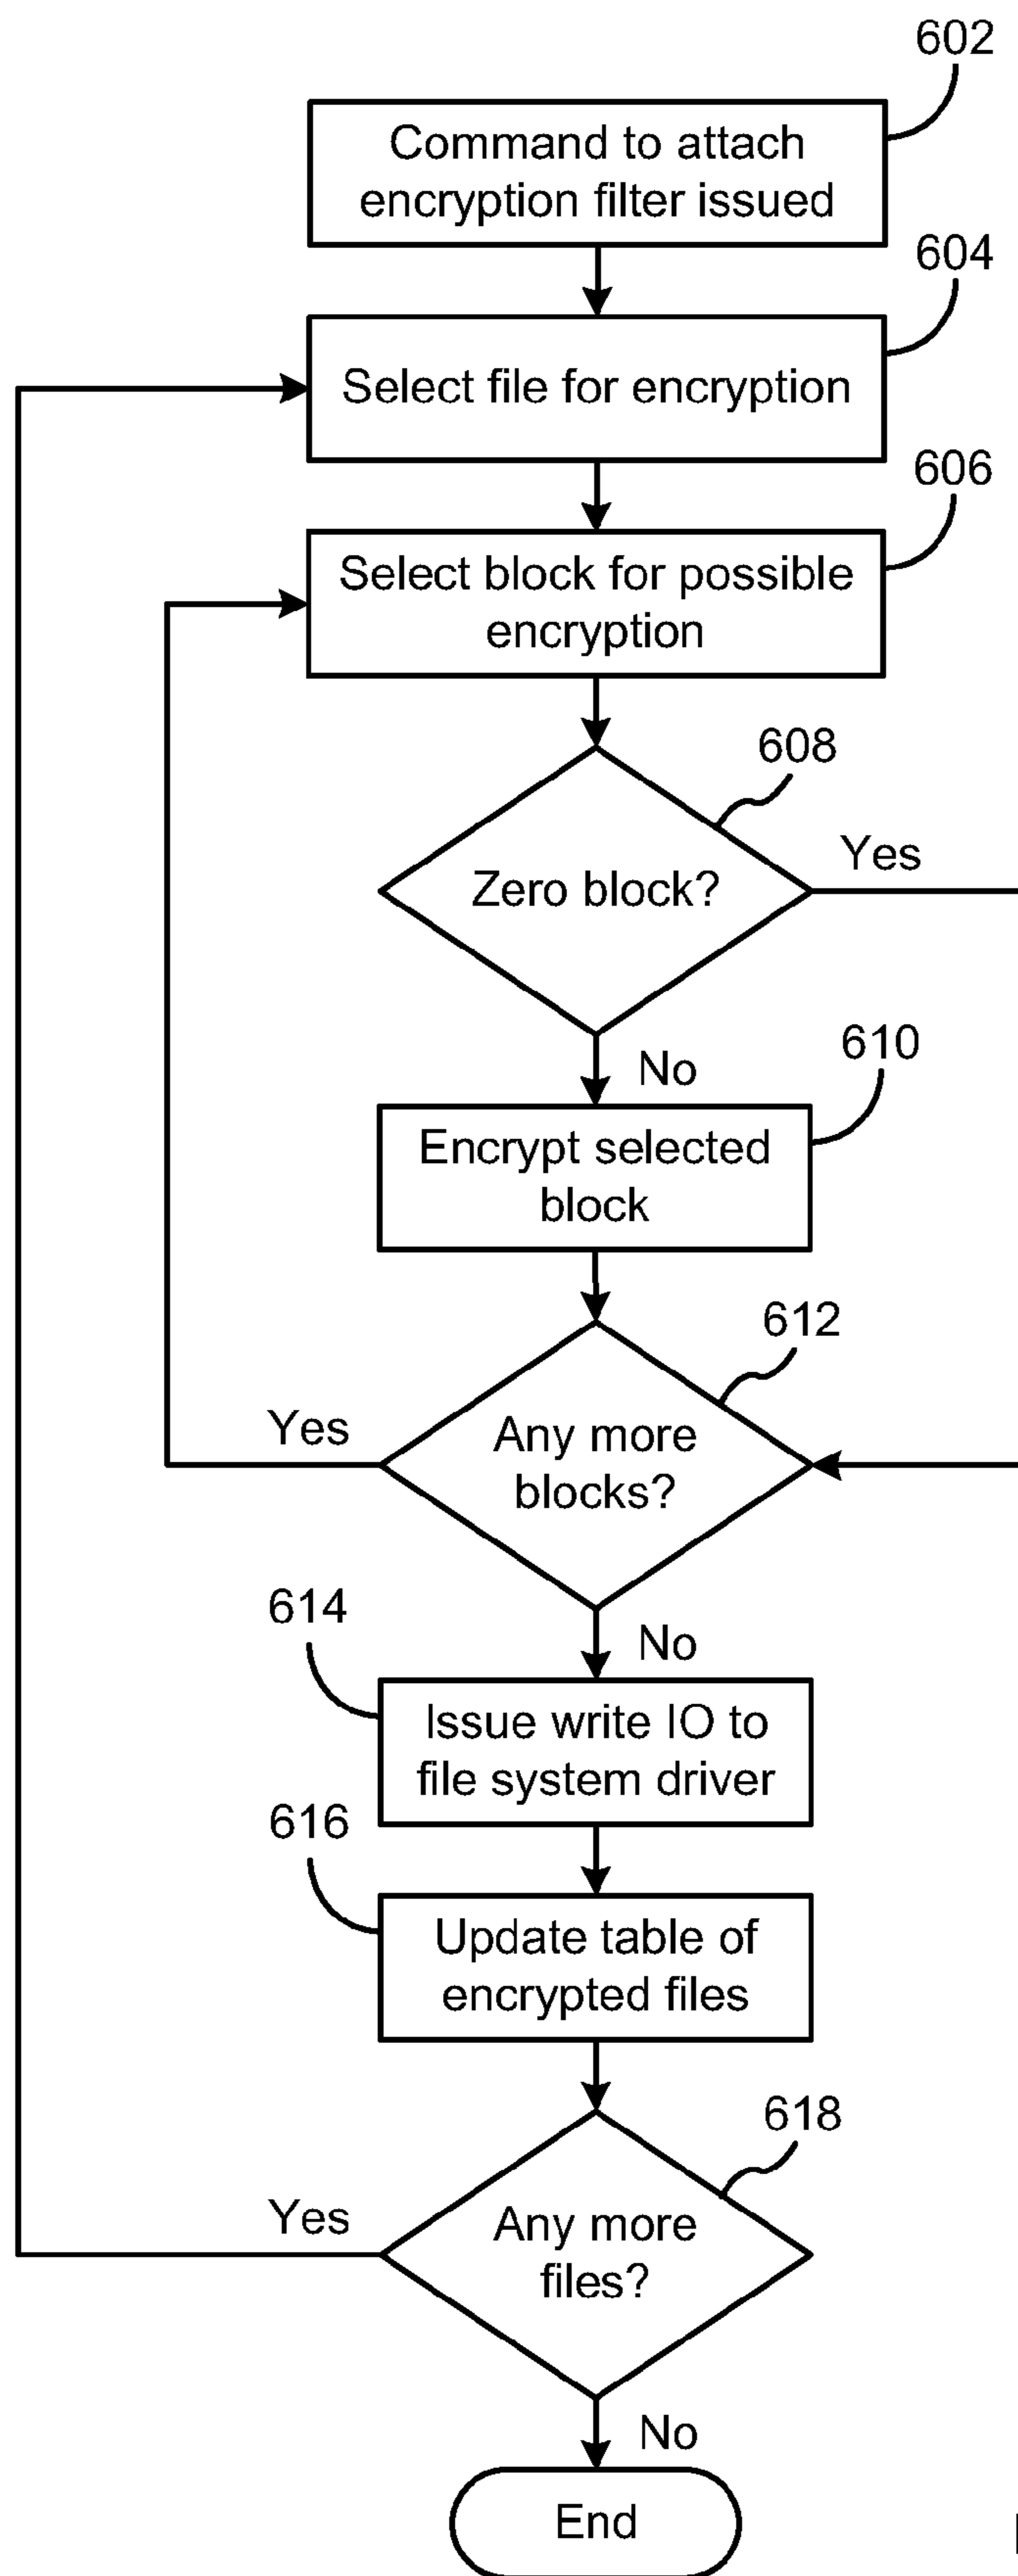 602
Command to attach
encryption filter issued
604
Select file for encryption
606
Select block for possible
encryption
608
Yes
Zero block?
No
610
Encrypt selected
block
612
Yes
Any more
blocks?
614
No
Issue write IO to
file system driver
616
Update table of
encrypted files
618
Yes
Any more
files?
No
End